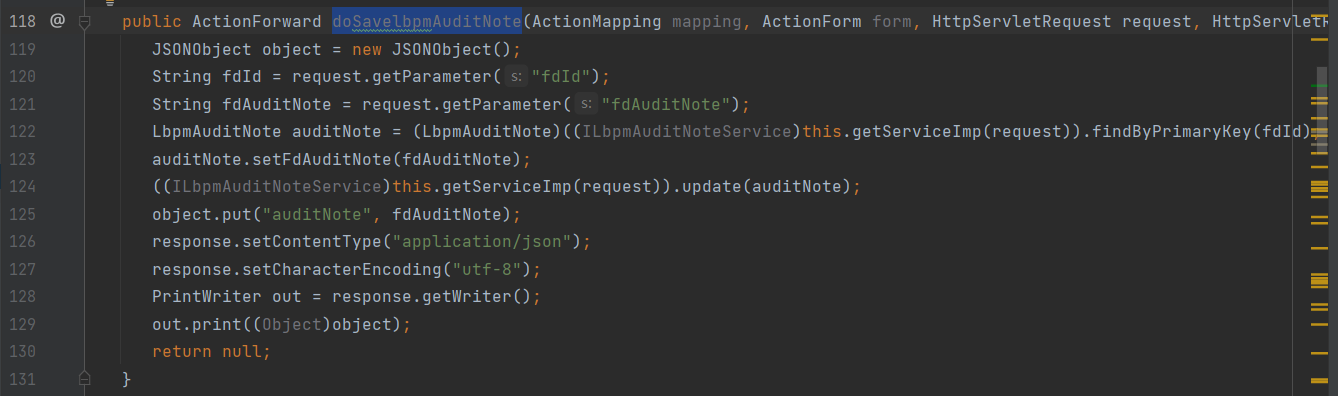 118 @ public ActionForward doSavelbpmAuditNote(ActionMapping mapping, ActionForm form, HttpServletRequest request, HttpServletR
119 JSONObject object = new JSONObject();
120 String fdId = request.getParameter( s: "fdId");
121 String fdAuditNote = request.getParameter( s: "fdAuditNote");
122 LbpmAuditNote auditNote = (LbpmAuditNote)((ILbpmAuditNoteService)this.getServiceImp(request)).findByPrimaryKey(fdId)
123 auditNote.setFdAuditNote(fdAuditNote);
124 ((ILbpmAuditNoteService)this.getServiceImp(request)).update(auditNote);
125 object.put("auditNote", fdAuditNote);
126 response.setContentType("application/json");
127 response.setCharacterEncoding("utf-8");
128 PrintWriter out = response.getWriter();
129 out.print((Object)object);
130 return null;
131 }